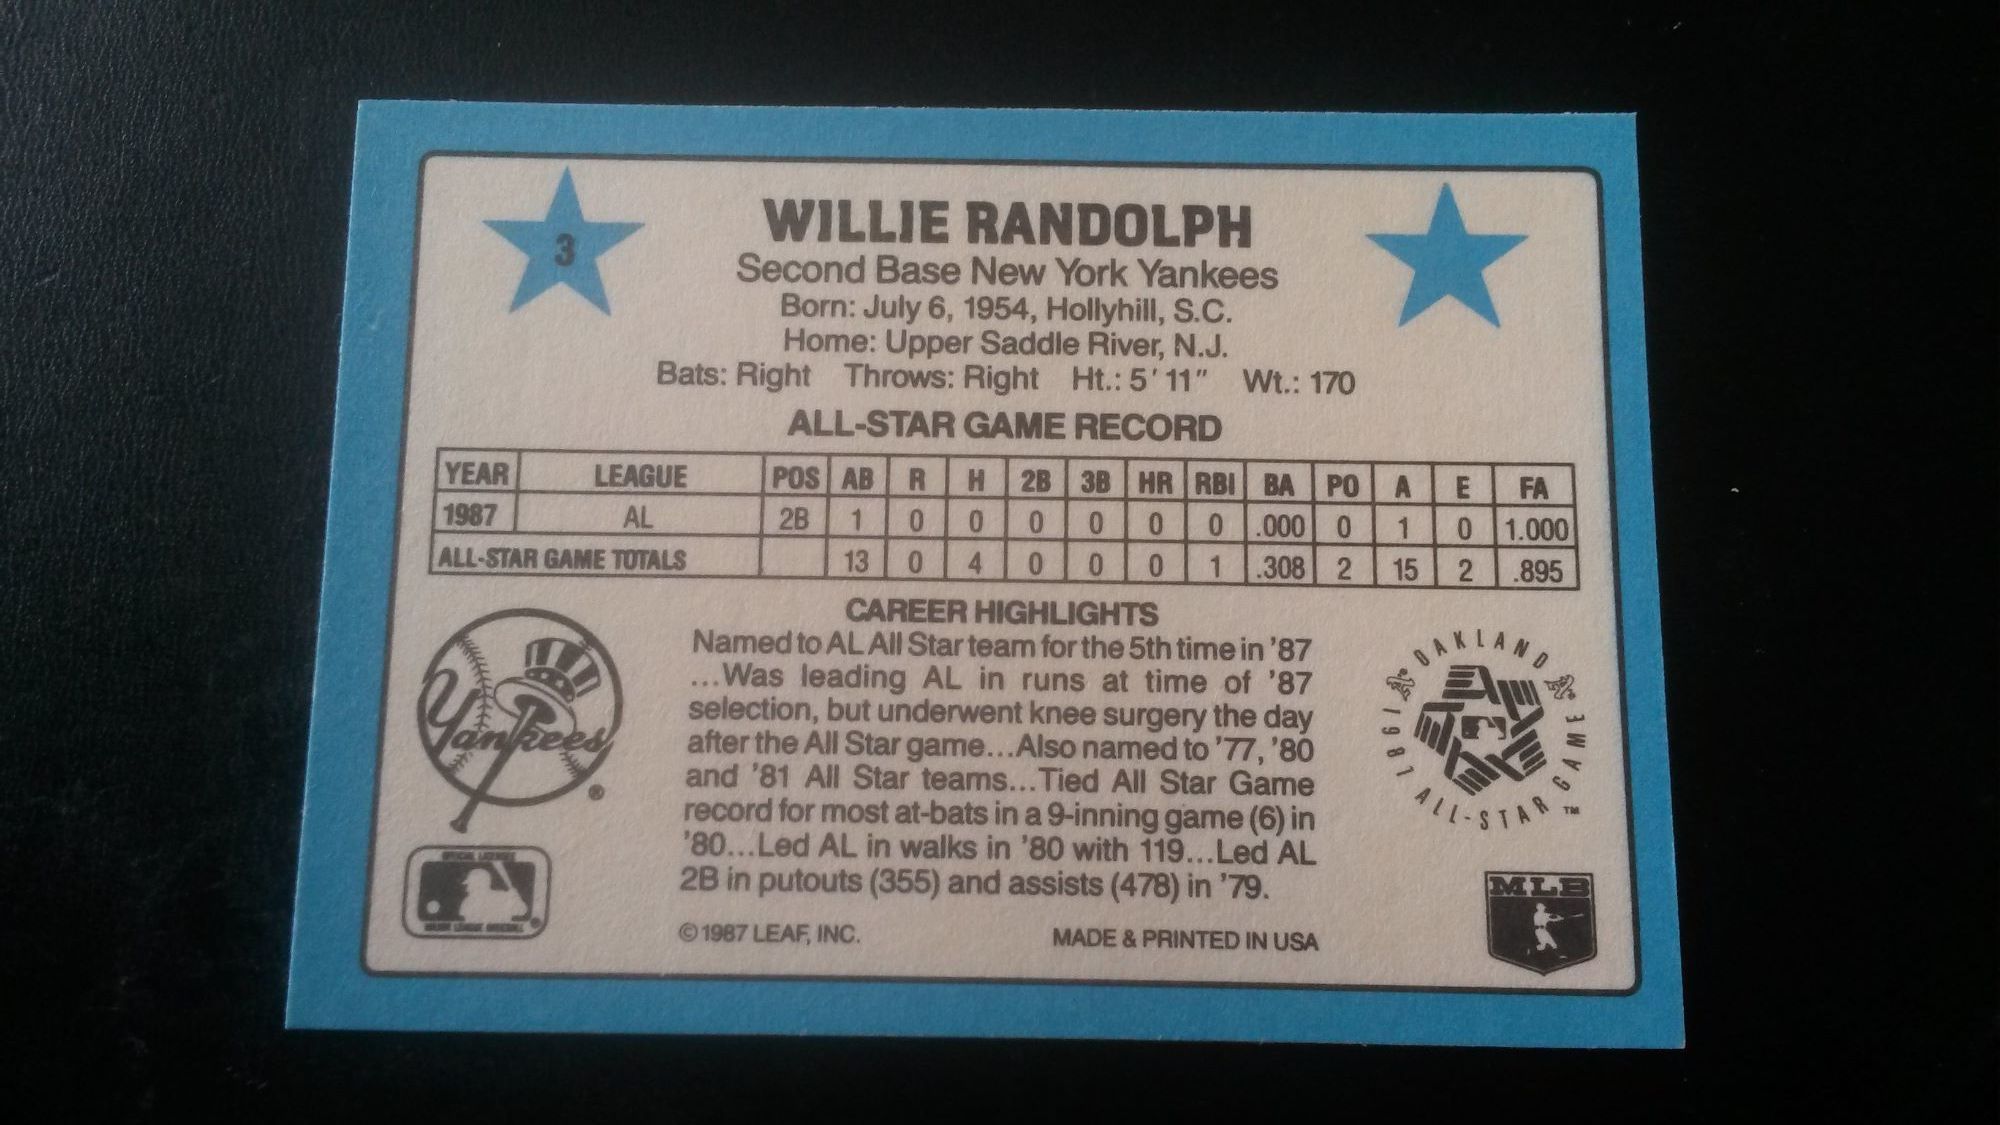 3
WILLIE RANDOLPH
Second Base New York Yankees
Born: July 6, 1954, Hollyhill, S.C.
Home: Upper Saddle River, N.J.
Bats: Right Throws: Right Ht.: 5' 11" Wt.: 170
ALL-STAR GAME RECORD
YEAR LEAGUE POS AB R H 2B 3B HR RBI BA PO A E FA
1987 AL 2B 1 0 0 0 0 0 0 .000 0 1 0 1.000
ALL-STAR GAME TOTALS 13 0 4 0 0 0 1 .308 2 15 2 .895
CAREER HIGHLIGHTS
Named to AL All Star team for the 5th time in '87
...Was leading AL in runs at time of '87
selection, but underwent knee surgery the day
after the All Star game...Also named to '77, '80
and '81 All Star teams...Tied All Star Game
record for most at-bats in a 9-inning game (6) in
'80...Led AL in walks in '80 with 119...Led AL
2B in putouts (355) and assists (478) in '79.
©1987 LEAF, INC. MADE & PRINTED IN USA
Yankees
®
OFFICIAL LICENSEE
MAJOR LEAGUE BASEBALL
®
A's OAKLAND A's
1987 ALL-STAR GAME
™
MLB